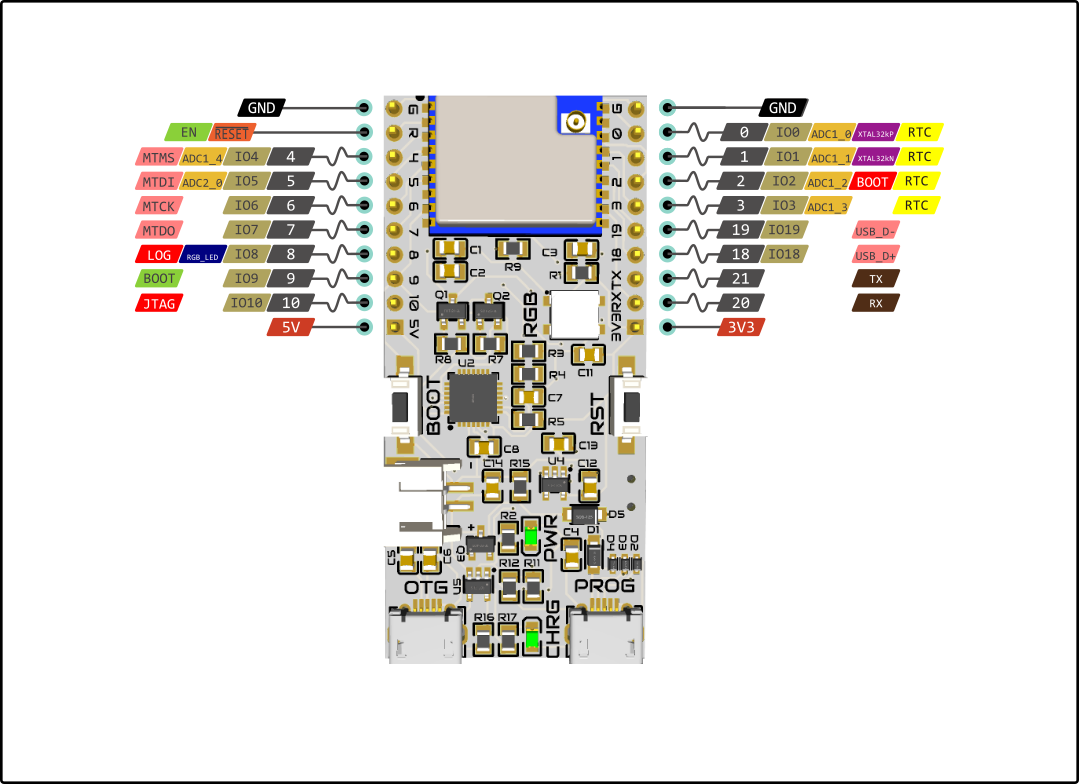 GND G G GND
EN RESET R 0 0 IO0 ADC1_0 XTAL32kP RTC
MTMS ADC1_4 IO4 4 4 1 1 IO1 ADC1_1 XTAL32kN RTC
MTDI ADC2_0 IO5 5 5 2 2 IO2 ADC1_2 BOOT RTC
MTCK IO6 6 6 3 3 IO3 ADC1_3 RTC
MTDO IO7 7 7 19 19 IO19 USB_D-
LOG RGB_LED IO8 8 8 18 18 IO18 USB_D+
BOOT IO9 9 9 TX 21 TX
JTAG IO10 10 10 RX 20 RX
5V 5V 3V3 3V3
C1 R9 C3
C2 R1
Q1 Q2 RGB
R8 R7 R3
U2 C11
R4
C7
BOOT R5 RST
C8 C13
- C14 R15 U4 C12
R2 D5
+ PWR C4 D1
Q3 D4 D3 D2
C5 C6 R12 R11
OTG U5 PROG
R16 R17 CHRG